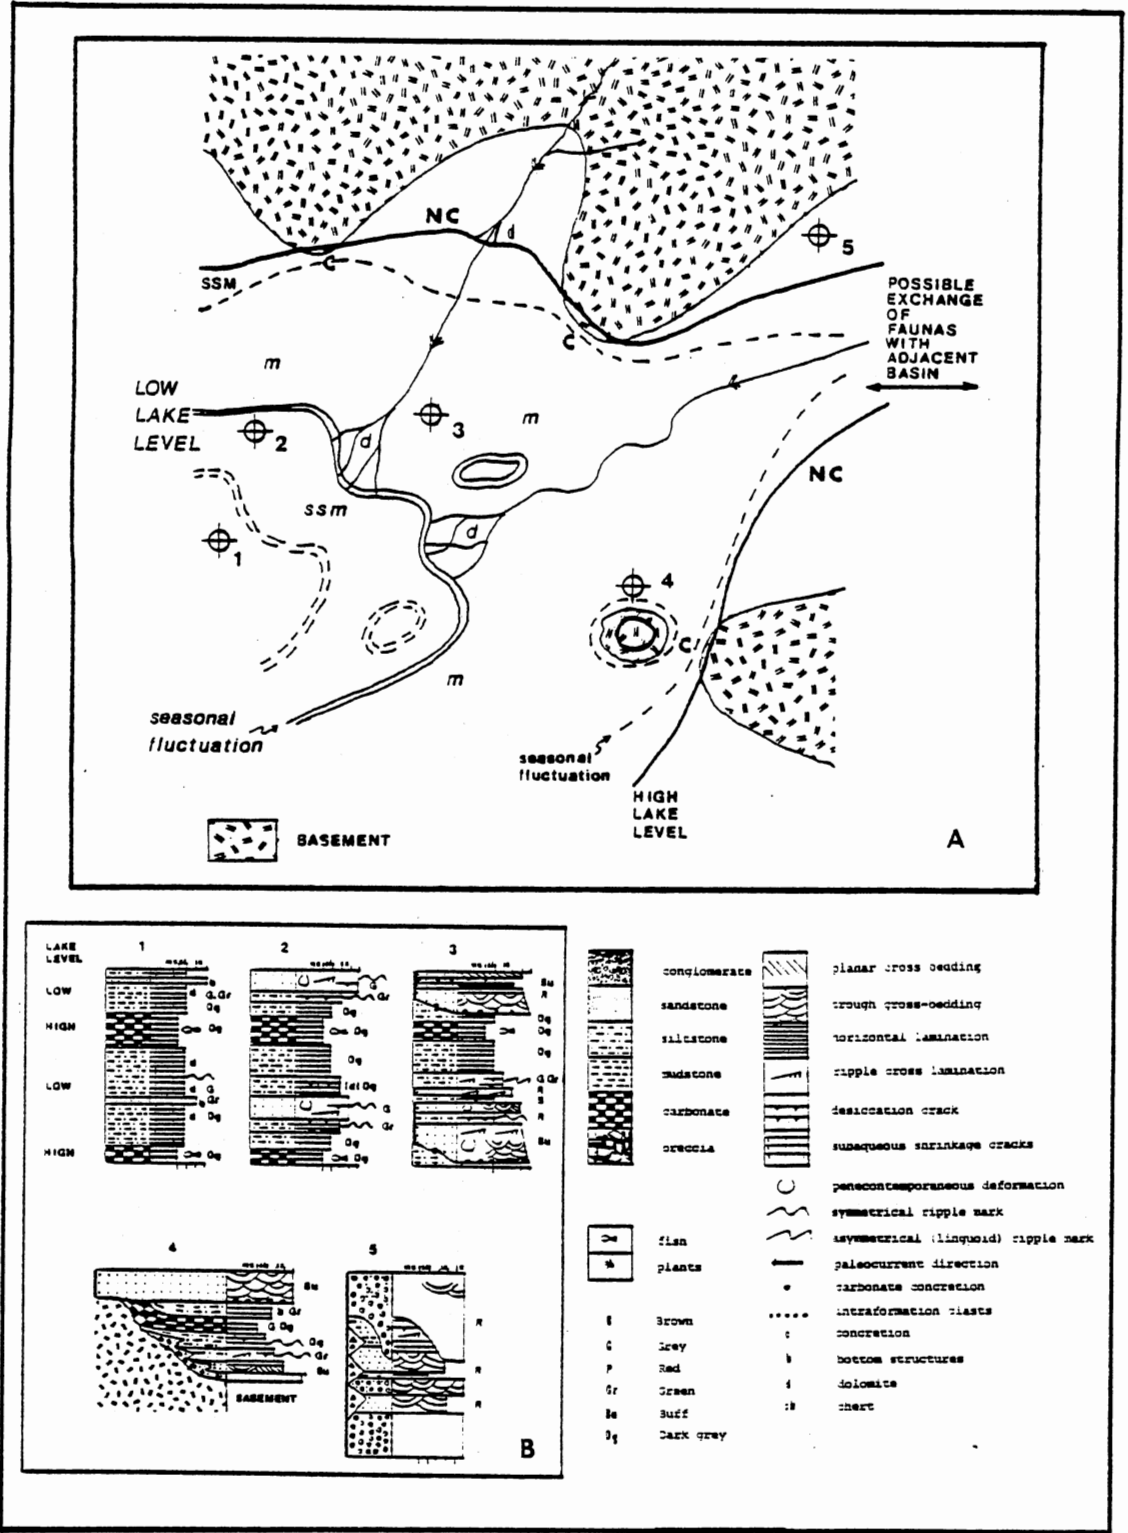 NC
d
5
SSM
C
POSSIBLE
EXCHANGE
OF
FAUNAS
WITH
ADJACENT
BASIN
C
m
LOW
LAKE
LEVEL
2
3
m
d
NC
ssm
d
1
4
C
m
seasonal
fluctuation
seasonal
fluctuation
HIGH
LAKE
LEVEL
BASEMENT
A
LAKE
LEVEL
1
2
3
LOW
HIGH
LOW
HIGH
4
5
BASEMENT
B
conglomerate
sandstone
siltstone
mudstone
carbonate
breccia
planar cross bedding
trough cross-bedding
horizontal lamination
ripple cross lamination
desiccation crack
subaqueous shrinkage cracks
penecontemporaneous deformation
symmetrical ripple mark
asymmetrical (linguoid) ripple mark
paleocurrent direction
carbonate concretion
intraformation clasts
concretion
b bottom structures
dolomite
chert
fish
plants
Brown
G Grey
Red
Gr Green
Bu Buff
Dg Dark grey